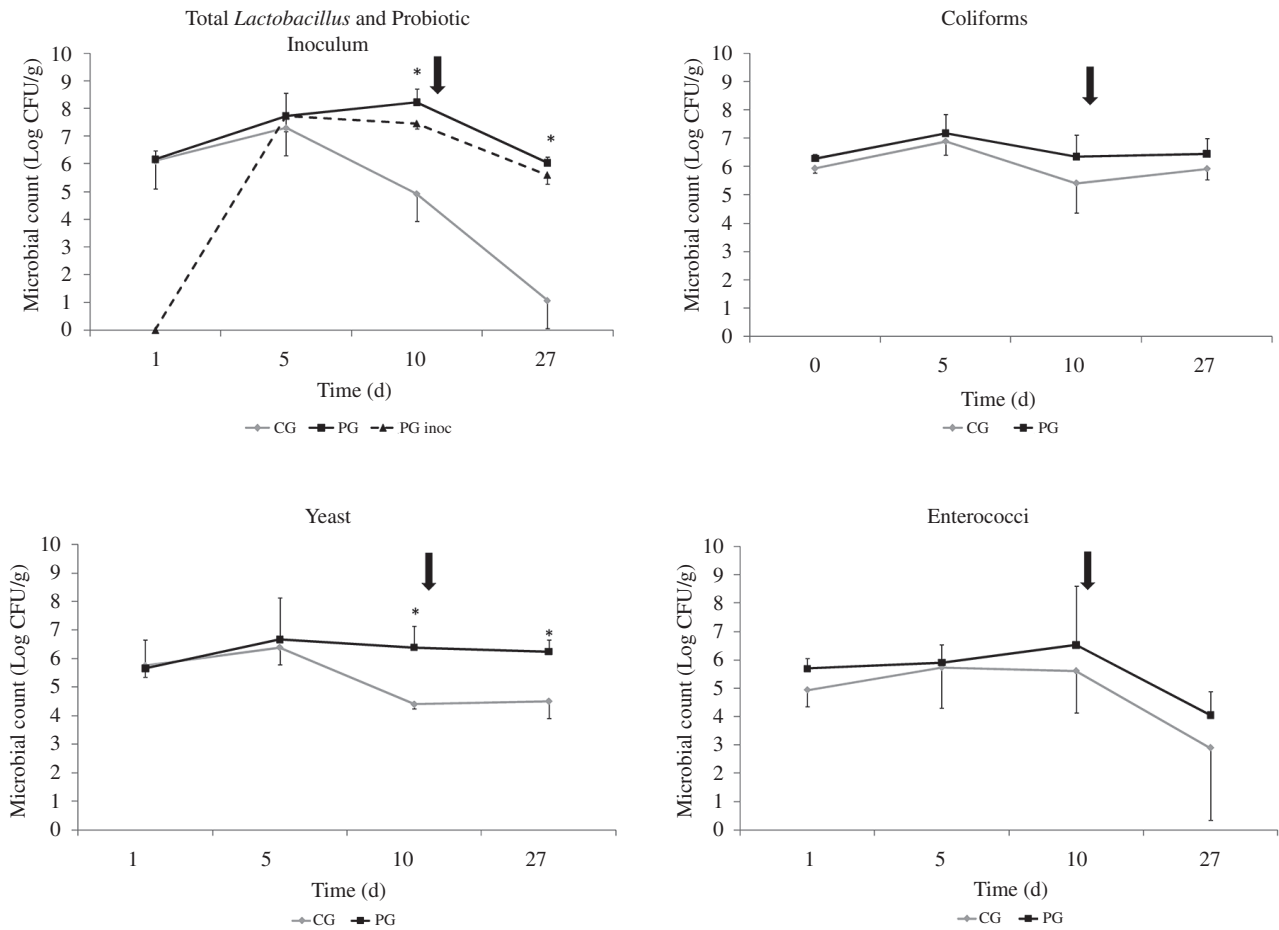 Total Lactobacillus and Probiotic
Inoculum
Microbial count (Log CFU/g)
10
9
8
7
6
5
4
3
2
1
0
*
*
1 5 10 27
Time (d)
CG PG PG inoc
Coliforms
Microbial count (Log CFU/g)
10
9
8
7
6
5
4
3
2
1
0
0 5 10 27
Time (d)
CG PG
Yeast
Microbial count (Log CFU/g)
10
9
8
7
6
5
4
3
2
1
0
*
*
1 5 10 27
Time (d)
CG PG
Enterococci
Microbial count (Log CFU/g)
10
9
8
7
6
5
4
3
2
1
0
1 5 10 27
Time (d)
CG PG